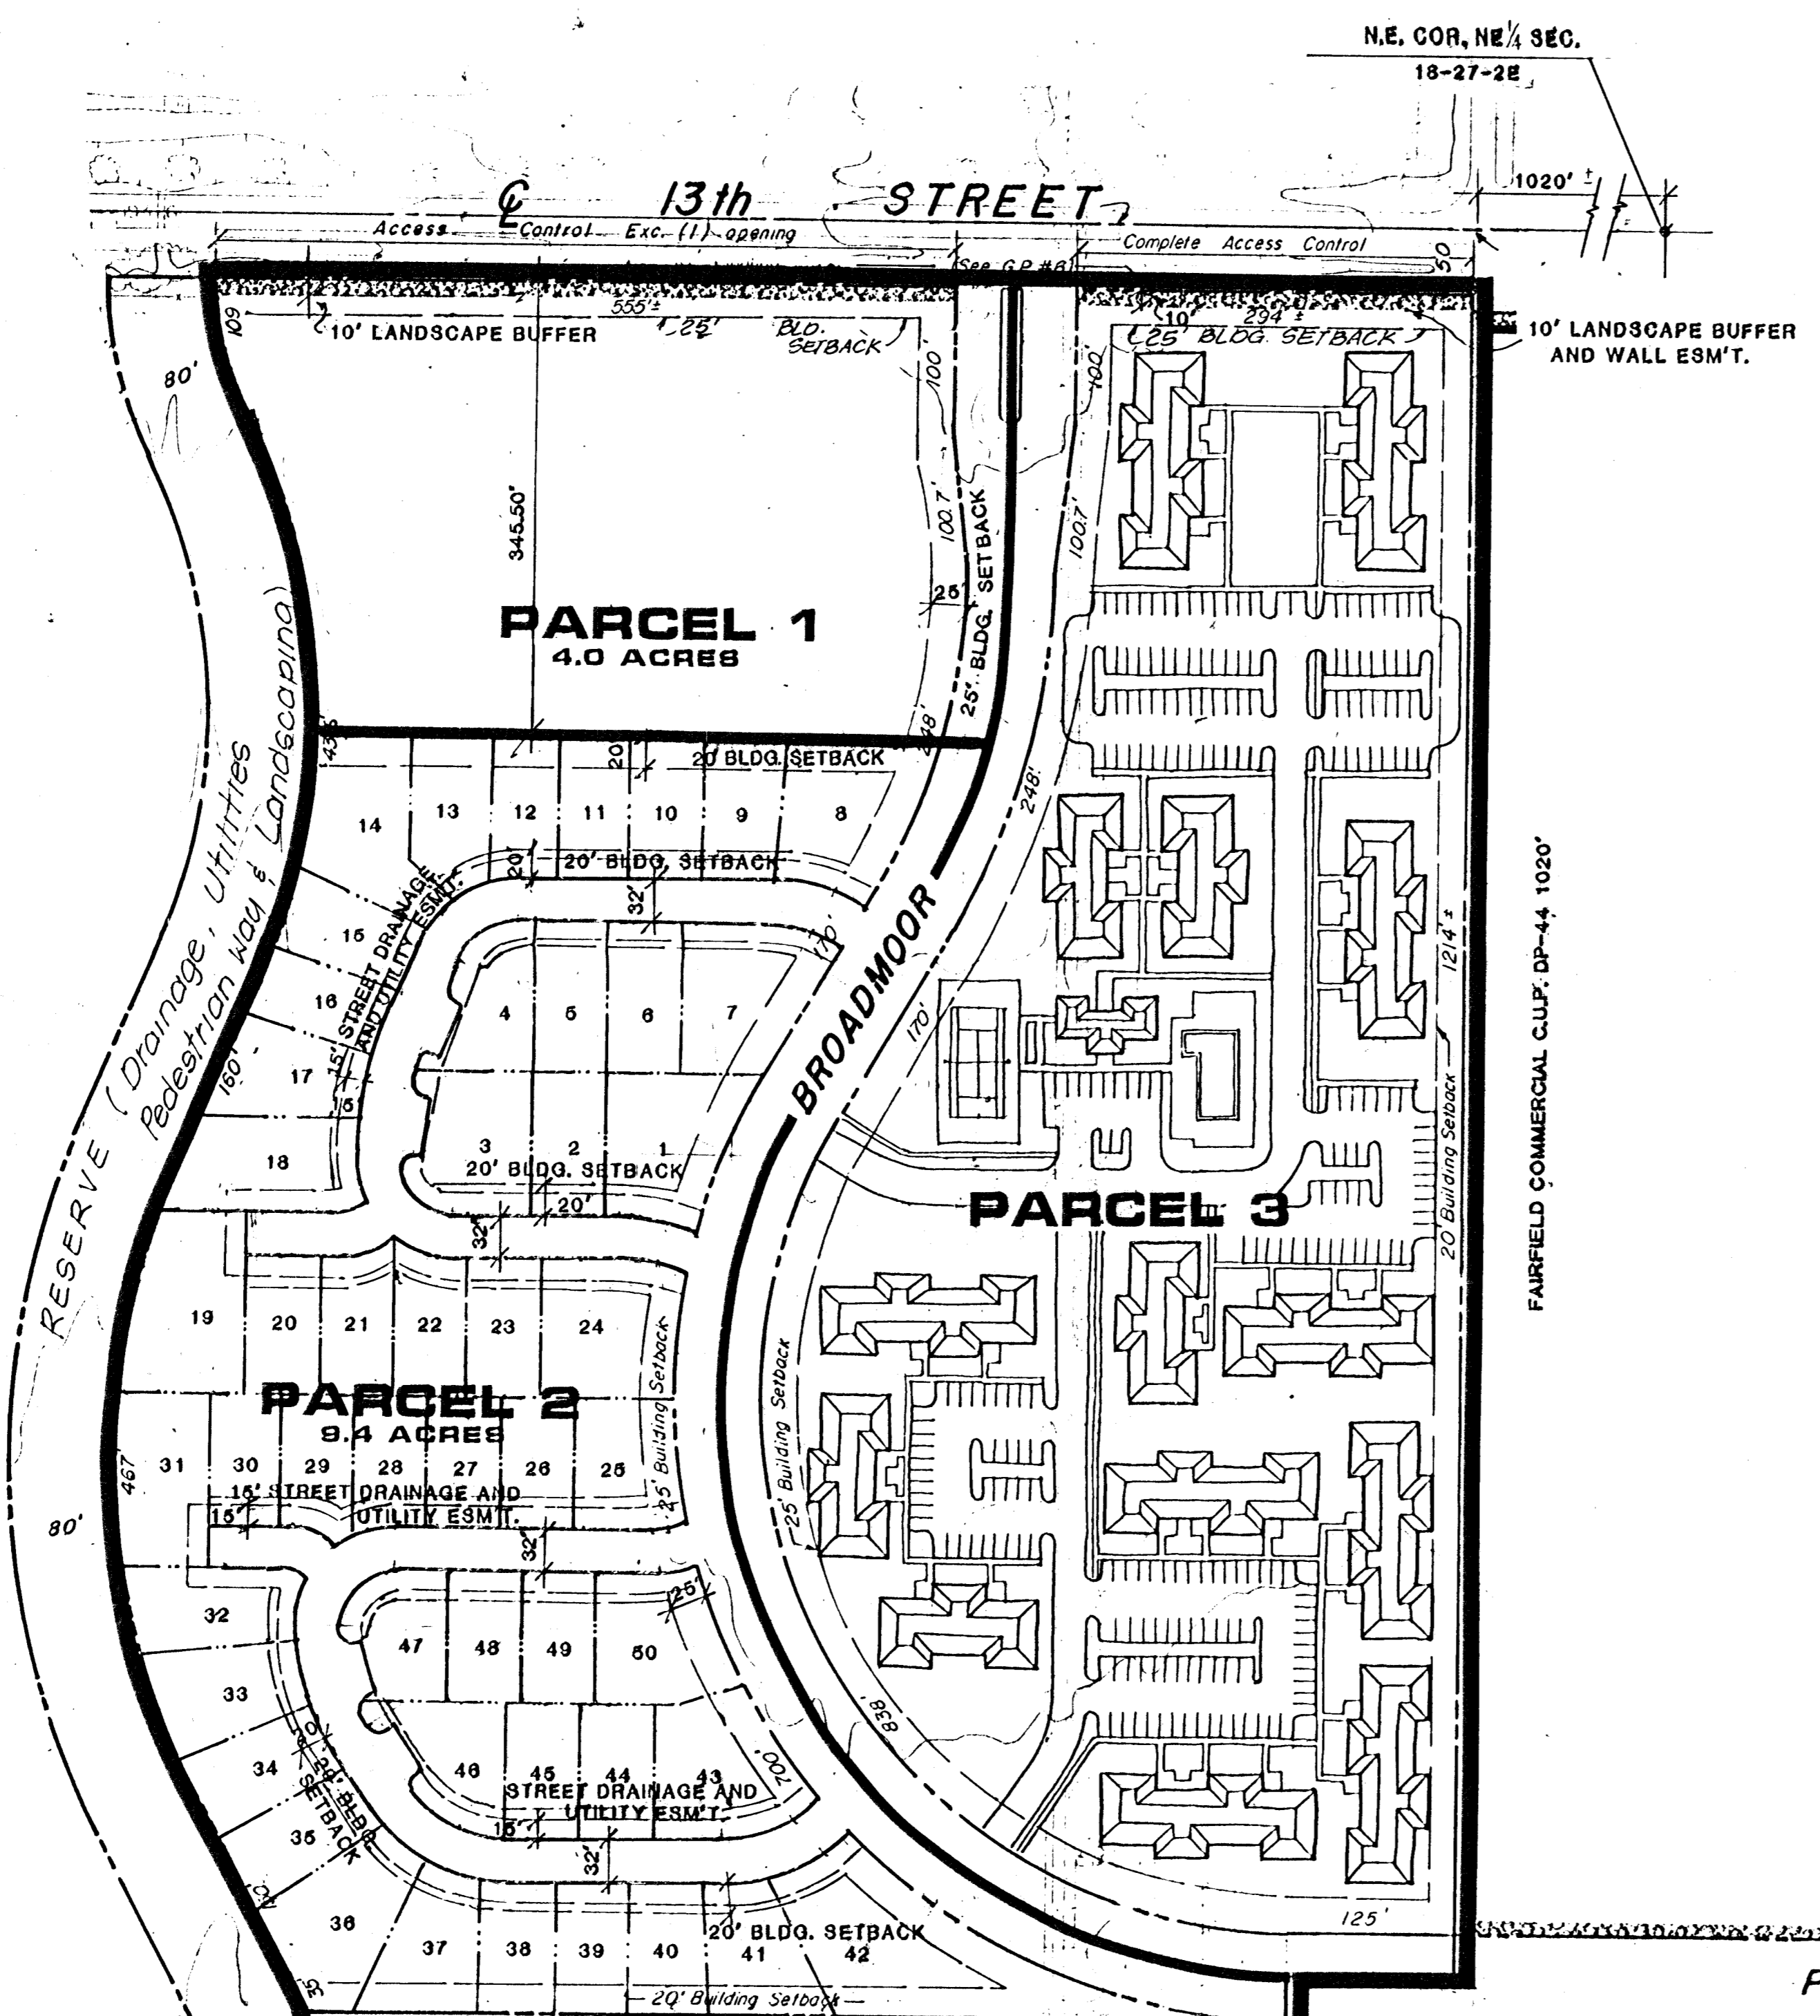 N.E. COR, NE 1/4 SEC.
18-27-2E
1020' ±
℄ 13th STREET
Access Control Exc. (1) opening
Complete Access Control
50
See G.P. #8
109
555'±
10' LANDSCAPE BUFFER
25' BLD.
SETBACK
10'
294'±
25' BLDG. SETBACK
10' LANDSCAPE BUFFER
AND WALL ESM'T.
80'
100'
100'
345.50'
100.7'
100.7'
25'
25' BLDG. SETBACK
PARCEL 1
4.0 ACRES
248'
20'
20' BLDG. SETBACK
14
13
12
11
10
9
8
248'
20'
20' BLDG. SETBACK
32'
15' STREET DRAINAGE
AND UTILITY ESMT.
15
16
17
18
15'
170'
4
5
6
7
BROADMOOR
170'
RESERVE (Drainage, Utilities
Pedestrian way & Landscaping)
160'
1214'±
20' Building Setback
FAIRFIELD COMMERCIAL C.U.P. DP-44 1020'
3
2
1
20' BLDG. SETBACK
20'
32'
PARCEL 3
19
20
21
22
23
24
25' Building Setback
25' Building Setback
PARCEL 2
9.4 ACRES
467'
31
30
29
28
27
26
25
15' STREET DRAINAGE AND
UTILITY ESM'T.
15'
80'
32'
25'
32
47
48
49
50
33
838'
20'
34
20' BLDG
SETBACK
46
45
44
43
700'
STREET DRAINAGE AND
UTILITY ESM'T
15'
35
32'
36
37
38
39
40
41
42
20' BLDG. SETBACK
125'
35
20' Building Setback